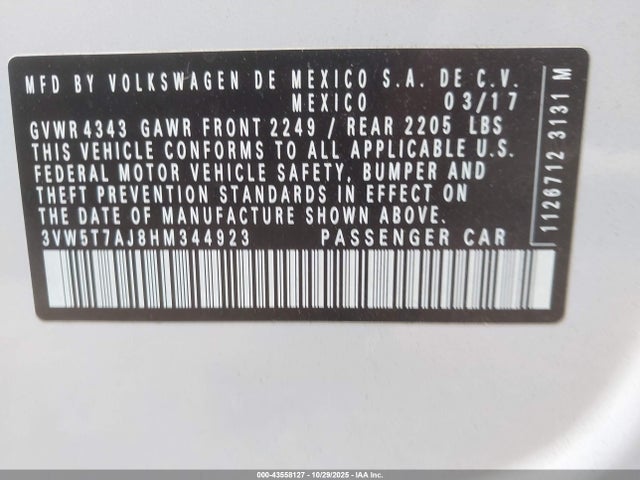 MFD BY VOLKSWAGEN DE MEXICO S.A. DE C.V.
MEXICO 03/17
GVWR 4343 GAWR FRONT 2249 / REAR 2205 LBS
THIS VEHICLE CONFORMS TO ALL APPLICABLE U.S.
FEDERAL MOTOR VEHICLE SAFETY, BUMPER AND
THEFT PREVENTION STANDARDS IN EFFECT ON
THE DATE OF MANUFACTURE SHOWN ABOVE.
3VW5T7AJ8HM344923 PASSENGER CAR
1126712 3131 M
000-43558127 - 10/29/2025 - IAA Inc.